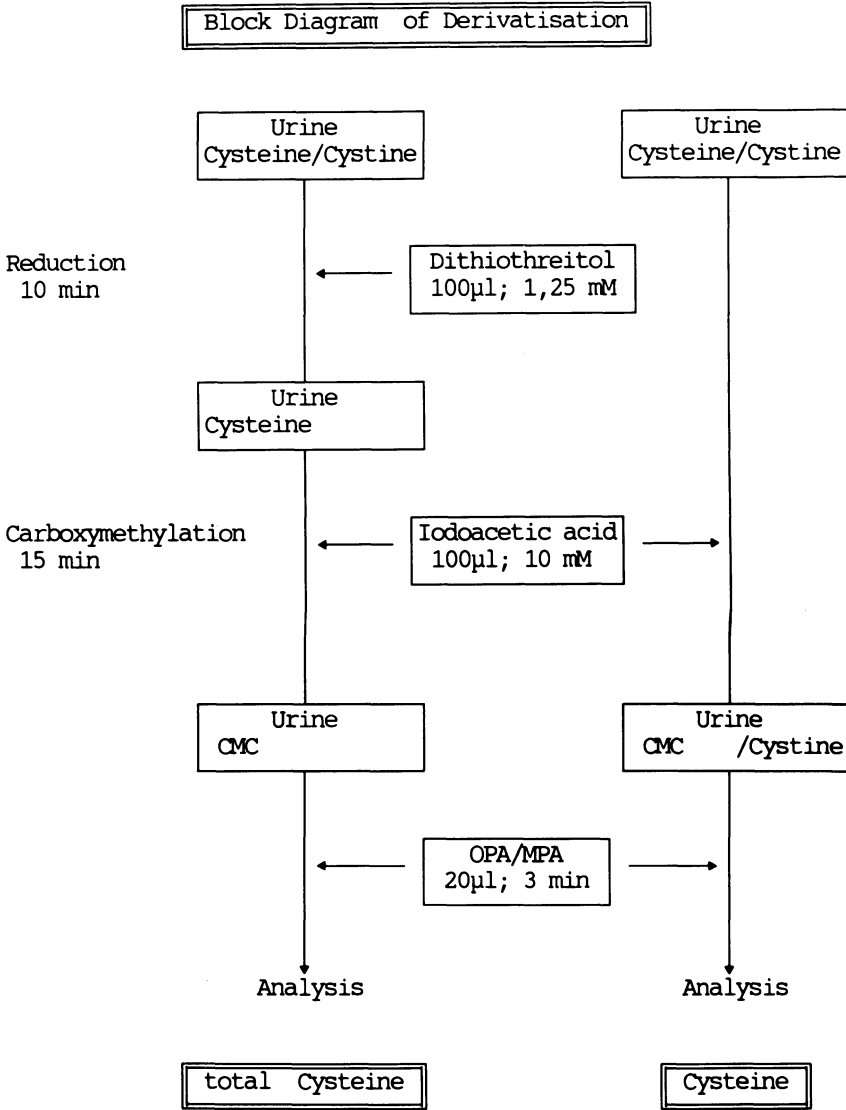 Block Diagram of Derivatisation
Urine
Cysteine/Cystine
Urine
Cysteine/Cystine
Reduction
10 min
Dithiothreitol
100µl; 1,25 mM
Urine
Cysteine
Carboxymethylation
15 min
Iodoacetic acid
100µl; 10 mM
Urine
CMC
Urine
CMC /Cystine
OPA/MPA
20µl; 3 min
Analysis
Analysis
total Cysteine
Cysteine